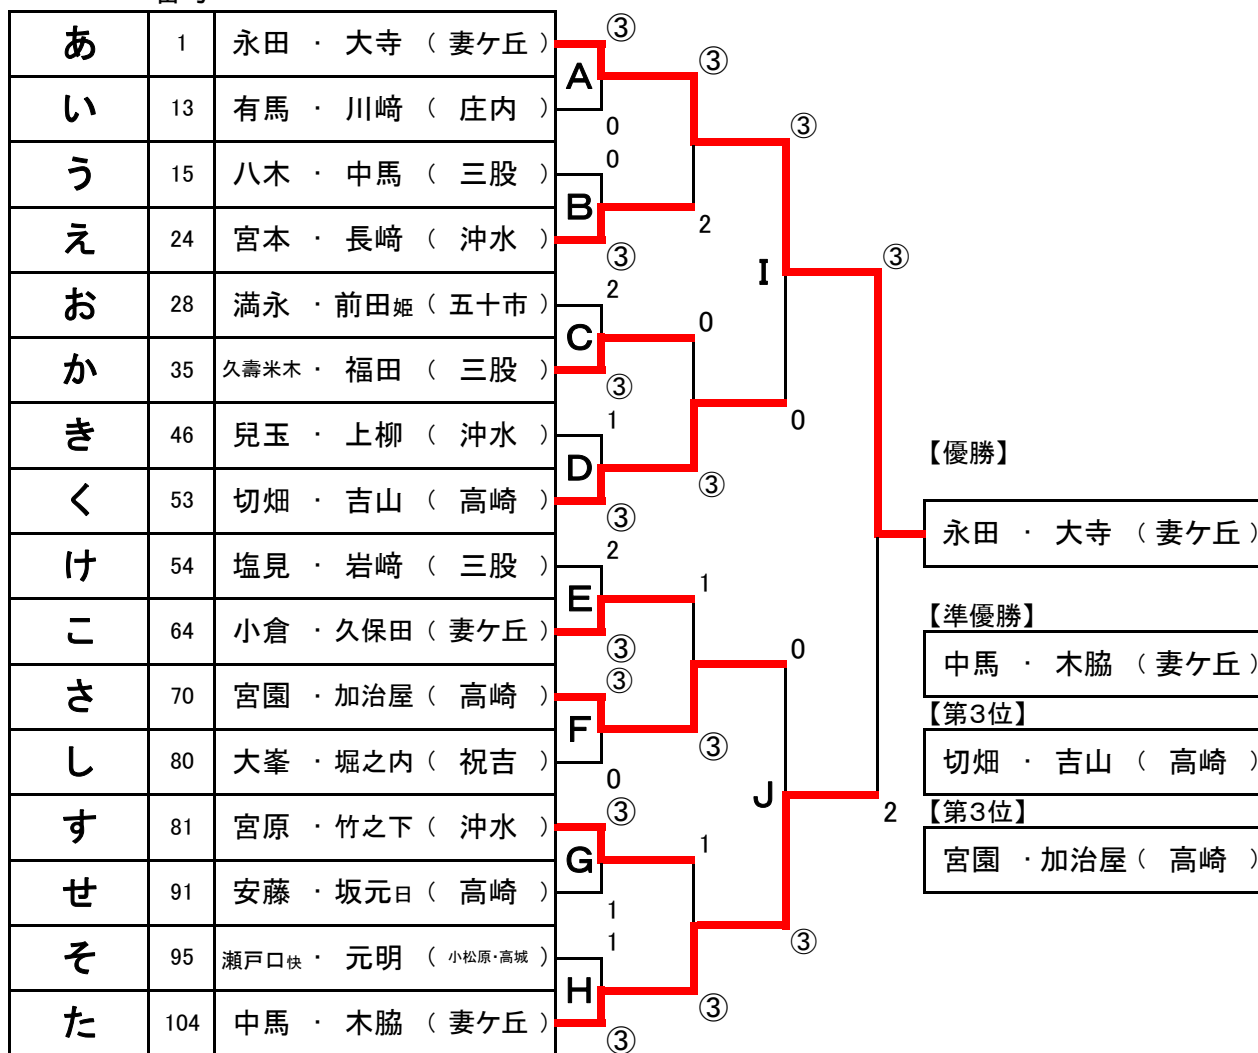 あ 1 永田 ・ 大寺 ( 妻ケ丘 )
い 13 有馬 ・ 川﨑 ( 庄内 )
う 15 八木 ・ 中馬 ( 三股 )
え 24 宮本 ・ 長﨑 ( 沖水 )
お 28 満永 ・ 前田姫 ( 五十市 )
か 35 久壽米木 ・ 福田 ( 三股 )
き 46 兒玉 ・ 上柳 ( 沖水 )
く 53 切畑 ・ 吉山 ( 高崎 )
け 54 塩見 ・ 岩﨑 ( 三股 )
こ 64 小倉 ・ 久保田 ( 妻ケ丘 )
さ 70 宮園 ・ 加治屋 ( 高崎 )
し 80 大峯 ・ 堀之内 ( 祝吉 )
す 81 宮原 ・ 竹之下 ( 沖水 )
せ 91 安藤 ・ 坂元日 ( 高崎 )
そ 95 瀬戸口快 ・ 元明 ( 小松原・高城 )
た 104 中馬 ・ 木脇 ( 妻ケ丘 )
③
A
0
0
B
③
2
C
③
1
D
③
2
E
③
③
F
0
③
G
1
1
H
③
③
2
0
③
1
③
1
③
③
I
0
0
J
③
③
2
【優勝】
永田 ・ 大寺 ( 妻ケ丘 )
【準優勝】
中馬 ・ 木脇 ( 妻ケ丘 )
【第3位】
切畑 ・ 吉山 ( 高崎 )
【第3位】
宮園 ・ 加治屋 ( 高崎 )